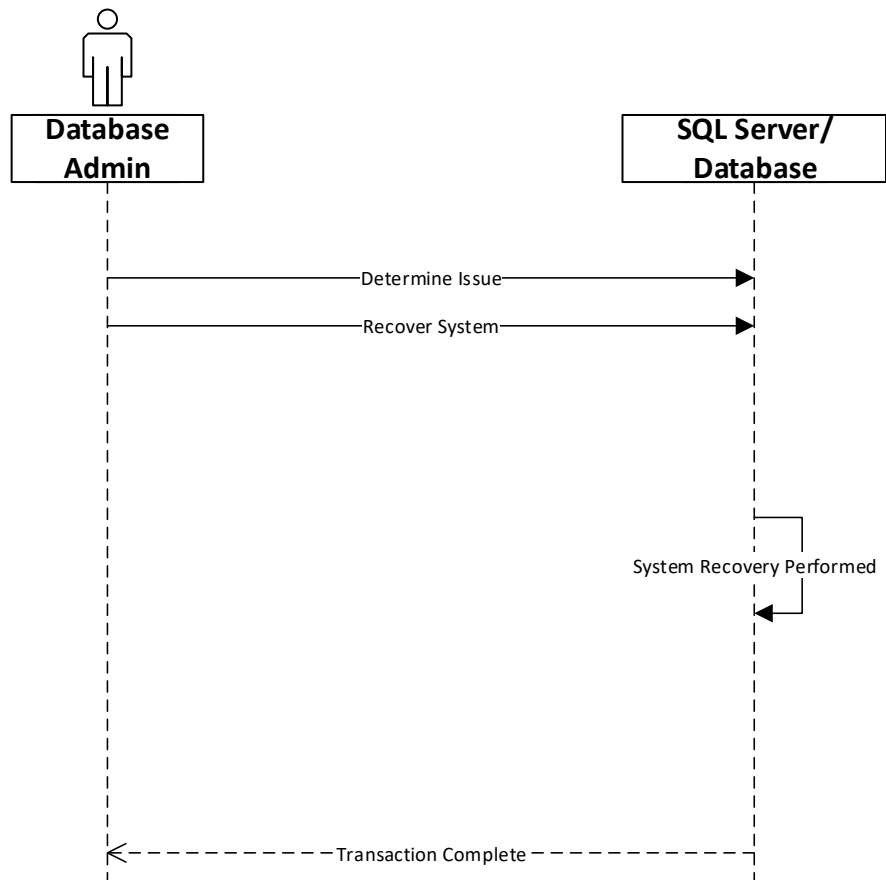 Database
Admin
SQL Server/
Database
Determine Issue
Recover System
System Recovery Performed
Transaction Complete